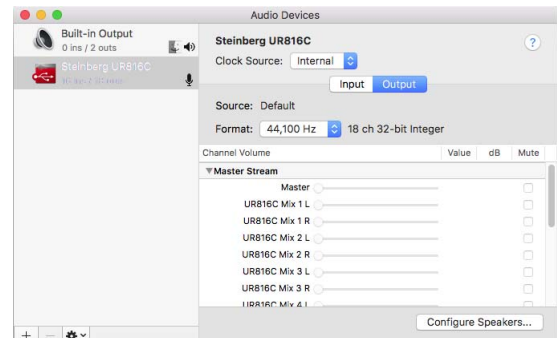 Audio Devices
Built-in Output
0 ins / 2 outs
Steinberg UR816C
Steinberg UR816C
Clock Source: Internal
?
Input Output
Source: Default
Format: 44,100 Hz 18 ch 32-bit Integer
Channel Volume Value dB Mute
Master Stream
Master
UR816C Mix 1 L
UR816C Mix 1 R
UR816C Mix 2 L
UR816C Mix 2 R
UR816C Mix 3 L
UR816C Mix 3 R
UR816C Mix 4 L
Configure Speakers...